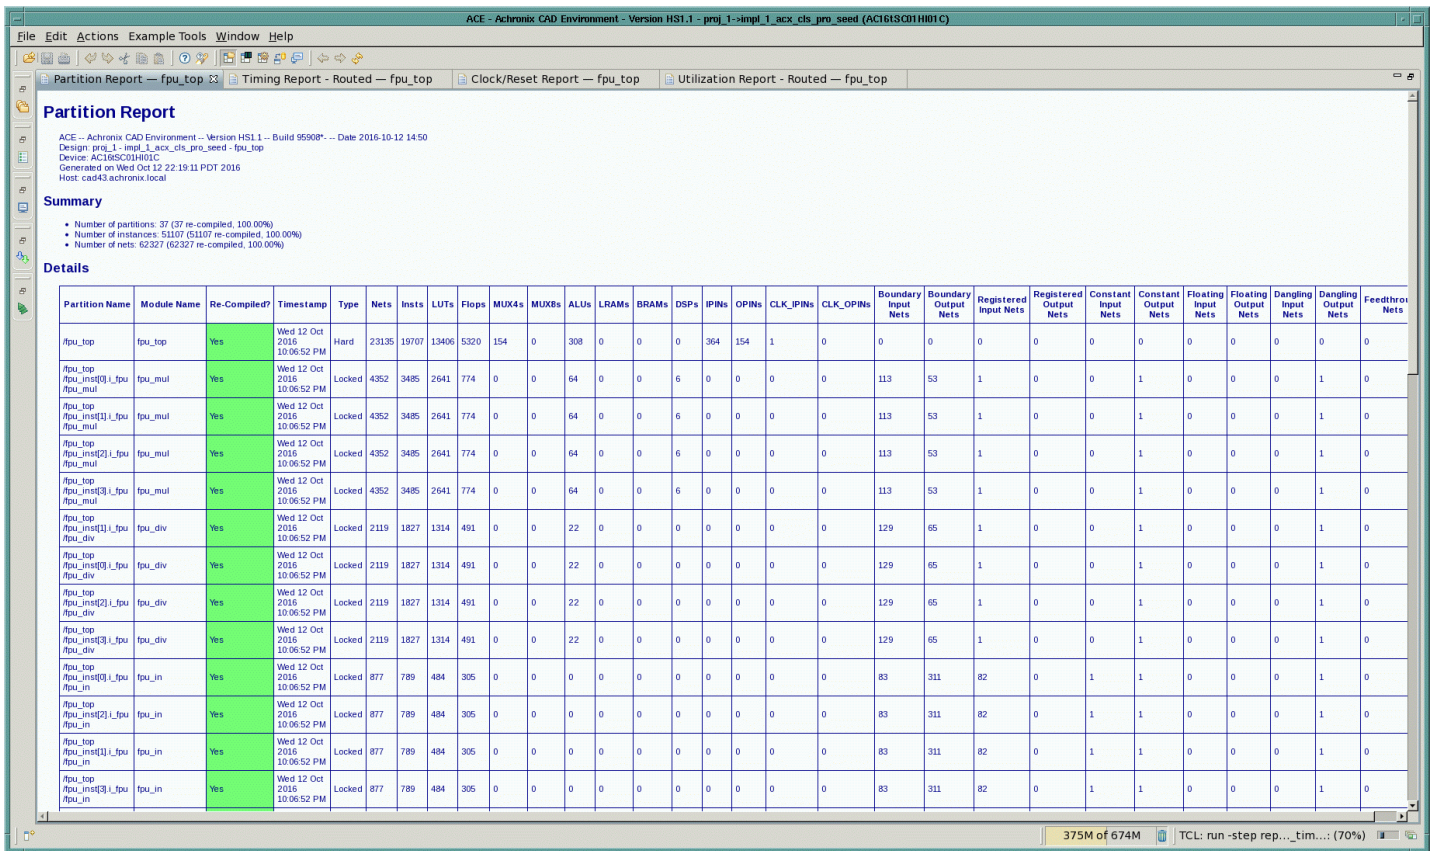 ACE - Achronix CAD Environment - Version HS1.1 - proj_1->impl_1_acx_cls_pro_seed (AC16tSC01HI01C)
File Edit Actions Example Tools Window Help
Partition Report — fpu_top Timing Report - Routed — fpu_top Clock/Reset Report — fpu_top Utilization Report - Routed — fpu_top
Partition Report
ACE -- Achronix CAD Environment -- Version HS1.1 -- Build 95908*- -- Date 2016-10-12 14:50
Design: proj_1 - impl_1_acx_cls_pro_seed - fpu_top
Device: AC16tSC01HI01C
Generated on Wed Oct 12 22:19:11 PDT 2016
Host: cad43.achronix.local
Summary
• Number of partitions: 37 (37 re-compiled, 100.00%)
• Number of instances: 51107 (51107 re-compiled, 100.00%)
• Number of nets: 62327 (62327 re-compiled, 100.00%)
Details
Partition Name Module Name Re-Compiled? Timestamp Type Nets Insts LUTs Flops MUX4s MUX8s ALUs LRAMs BRAMs DSPs IPINs OPINs CLK_IPINs CLK_OPINs Boundary Input Nets Boundary Output Nets Registered Input Nets Registered Output Nets Constant Input Nets Constant Output Nets Floating Input Nets Floating Output Nets Dangling Input Nets Dangling Output Nets Feedthrou Nets
/fpu_top fpu_top Yes Wed 12 Oct 2016 10:06:52 PM Hard 23135 19707 13406 5320 154 0 308 0 0 0 364 154 1 0 0 0 0 0 0 0 0 0 0 0 0
/fpu_top /fpu_inst[0].i_fpu /fpu_mul fpu_mul Yes Wed 12 Oct 2016 10:06:52 PM Locked 4352 3485 2641 774 0 0 64 0 0 6 0 0 0 0 113 53 1 0 0 1 0 0 0 1 0
/fpu_top /fpu_inst[1].i_fpu /fpu_mul fpu_mul Yes Wed 12 Oct 2016 10:06:52 PM Locked 4352 3485 2641 774 0 0 64 0 0 6 0 0 0 0 113 53 1 0 0 1 0 0 0 1 0
/fpu_top /fpu_inst[2].i_fpu /fpu_mul fpu_mul Yes Wed 12 Oct 2016 10:06:52 PM Locked 4352 3485 2641 774 0 0 64 0 0 6 0 0 0 0 113 53 1 0 0 1 0 0 0 1 0
/fpu_top /fpu_inst[3].i_fpu /fpu_mul fpu_mul Yes Wed 12 Oct 2016 10:06:52 PM Locked 4352 3485 2641 774 0 0 64 0 0 6 0 0 0 0 113 53 1 0 0 1 0 0 0 1 0
/fpu_top /fpu_inst[1].i_fpu /fpu_div fpu_div Yes Wed 12 Oct 2016 10:06:52 PM Locked 2119 1827 1314 491 0 0 22 0 0 0 0 0 0 0 129 65 1 0 0 1 0 0 0 1 0
/fpu_top /fpu_inst[0].i_fpu /fpu_div fpu_div Yes Wed 12 Oct 2016 10:06:52 PM Locked 2119 1827 1314 491 0 0 22 0 0 0 0 0 0 0 129 65 1 0 0 1 0 0 0 1 0
/fpu_top /fpu_inst[2].i_fpu /fpu_div fpu_div Yes Wed 12 Oct 2016 10:06:52 PM Locked 2119 1827 1314 491 0 0 22 0 0 0 0 0 0 0 129 65 1 0 0 1 0 0 0 1 0
/fpu_top /fpu_inst[3].i_fpu /fpu_div fpu_div Yes Wed 12 Oct 2016 10:06:52 PM Locked 2119 1827 1314 491 0 0 22 0 0 0 0 0 0 0 129 65 1 0 0 1 0 0 0 1 0
/fpu_top /fpu_inst[0].i_fpu /fpu_in fpu_in Yes Wed 12 Oct 2016 10:06:52 PM Locked 877 789 484 305 0 0 0 0 0 0 0 0 0 0 83 311 82 0 0 1 0 0 0 1 0
/fpu_top /fpu_inst[2].i_fpu /fpu_in fpu_in Yes Wed 12 Oct 2016 10:06:52 PM Locked 877 789 484 305 0 0 0 0 0 0 0 0 0 0 83 311 82 0 1 1 0 0 0 1 0
/fpu_top /fpu_inst[1].i_fpu /fpu_in fpu_in Yes Wed 12 Oct 2016 10:06:52 PM Locked 877 789 484 305 0 0 0 0 0 0 0 0 0 0 83 311 82 0 1 1 0 0 0 1 0
/fpu_top /fpu_inst[3].i_fpu /fpu_in fpu_in Yes Wed 12 Oct 2016 10:06:52 PM Locked 877 789 484 305 0 0 0 0 0 0 0 0 0 0 83 311 82 0 1 1 0 0 0 1 0
375M of 674M TCL: run -step rep..._tim...: (70%)